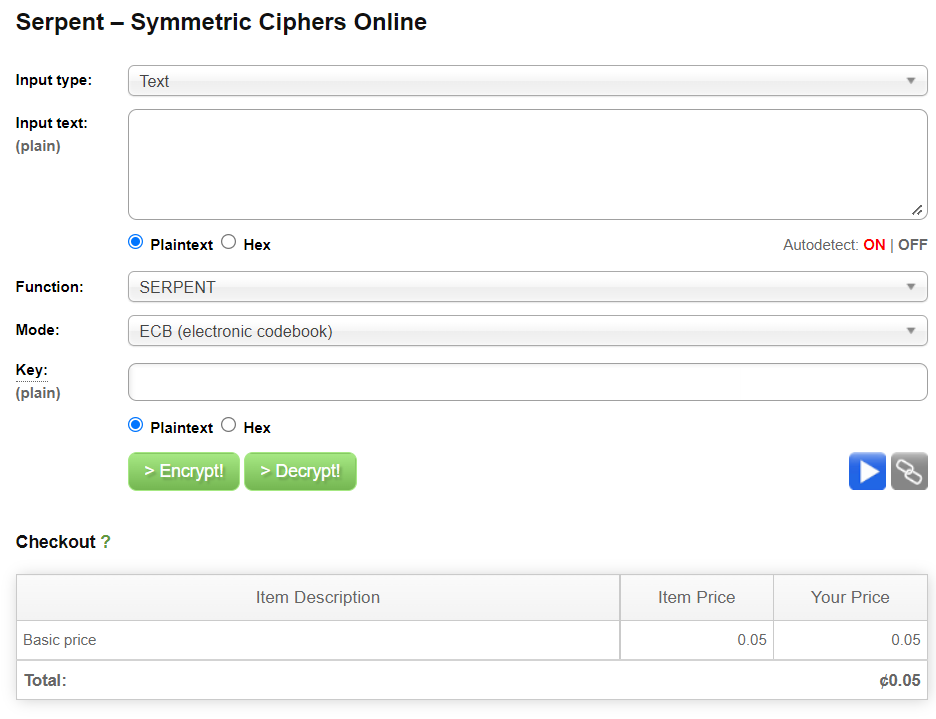 Serpent – Symmetric Ciphers Online
Input type: Text
Input text:
(plain)
Plaintext Hex Autodetect: ON | OFF
Function: SERPENT
Mode: ECB (electronic codebook)
Key:
(plain)
Plaintext Hex
> Encrypt! > Decrypt!
Checkout ?
Item Description Item Price Your Price
Basic price 0.05 0.05
Total: ¢0.05